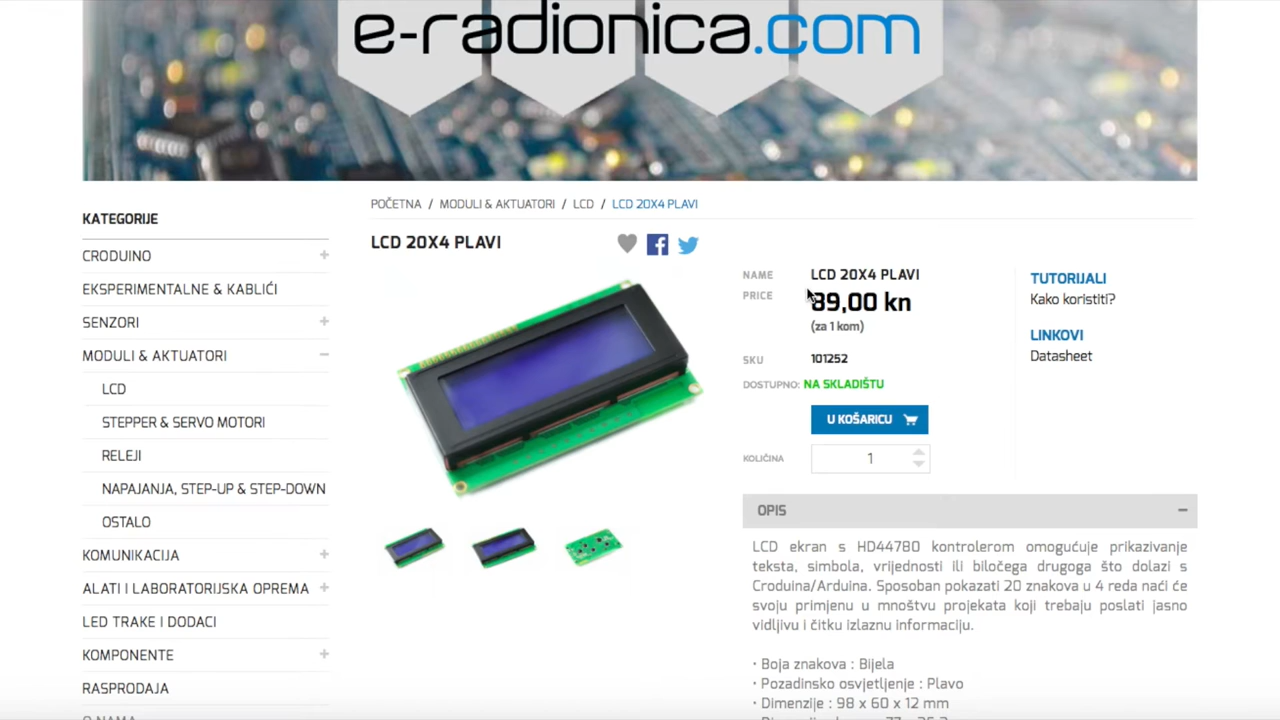 e-radionica.com
POČETNA / MODULI & AKTUATORI / LCD / LCD 20X4 PLAVI
KATEGORIJE
CRODUINO
EKSPERIMENTALNE & KABLIĆI
SENZORI
MODULI & AKTUATORI
LCD
STEPPER & SERVO MOTORI
RELEJI
NAPAJANJA, STEP-UP & STEP-DOWN
OSTALO
KOMUNIKACIJA
ALATI I LABORATORIJSKA OPREMA
LED TRAKE I DODACI
KOMPONENTE
RASPRODAJA
LCD 20X4 PLAVI
NAME LCD 20X4 PLAVI
PRICE 89,00 kn
(za 1 kom)
SKU 101252
DOSTUPNO: NA SKLADIŠTU
U KOŠARICU
KOLIČINA 1
TUTORIJALI
Kako koristiti?
LINKOVI
Datasheet
OPIS
LCD ekran s HD44780 kontrolerom omogućuje prikazivanje
teksta, simbola, vrijednosti ili biločega drugoga što dolazi s
Croduina/Arduina. Sposoban pokazati 20 znakova u 4 reda naći će
svoju primjenu u mnoštvu projekata koji trebaju poslati jasno
vidljivu i čitku izlaznu informaciju.
• Boja znakova : Bijela
• Pozadinsko osvjetljenje : Plavo
• Dimenzije : 98 x 60 x 12 mm